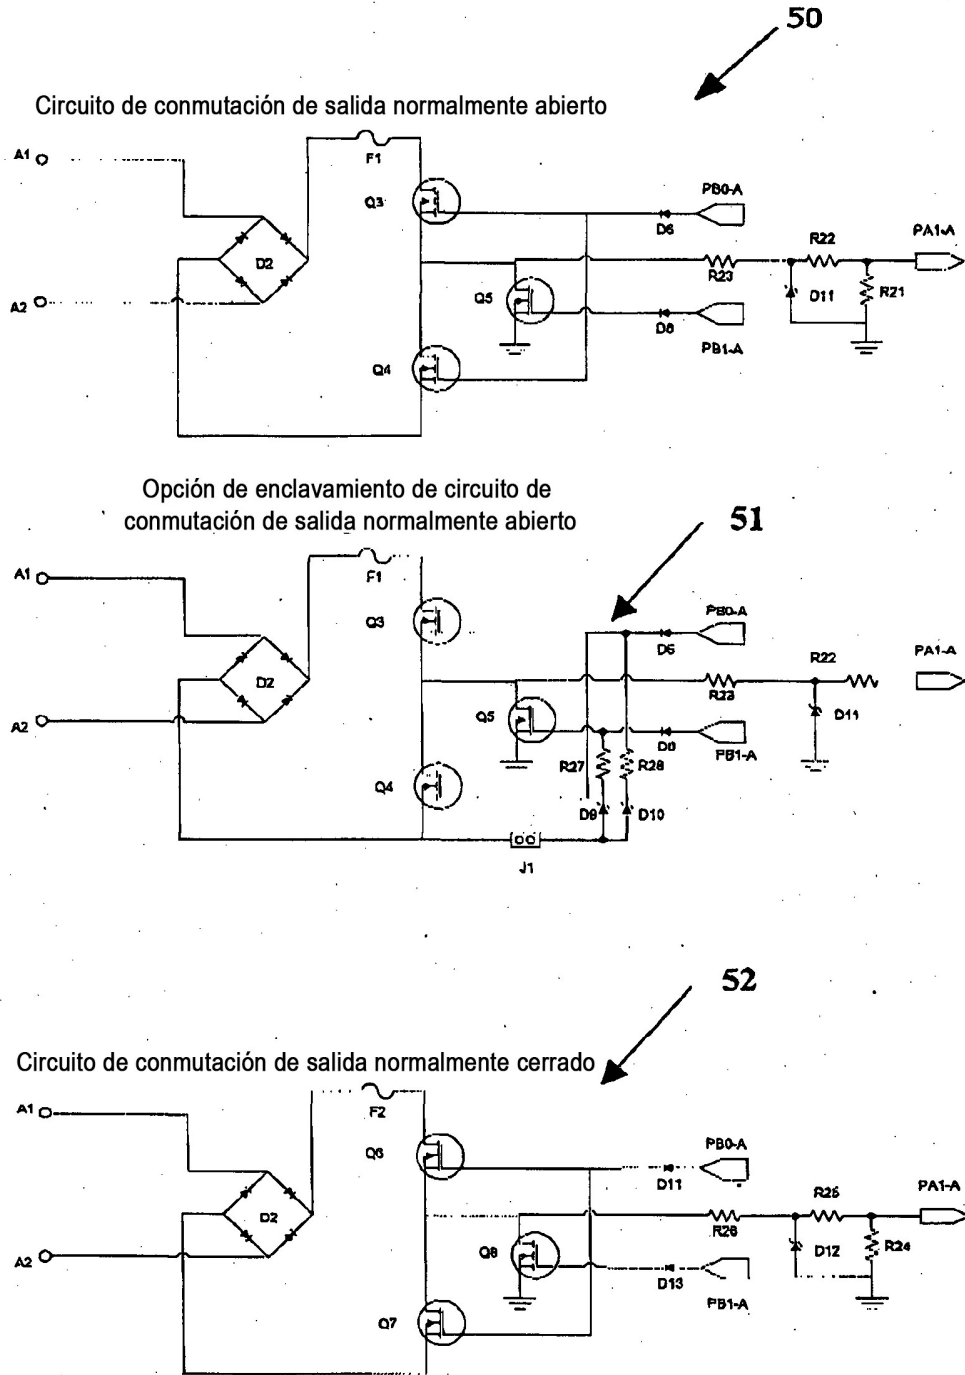 50
Circuito de conmutación de salida normalmente abierto
A1
F1
Q3
PB0-A
D6
D2
R22
PA1-A
R23
D11
R21
A2
Q5
D8
PB1-A
Q4
Opción de enclavamiento de circuito de
conmutación de salida normalmente abierto
51
A1
F1
Q3
PB0-A
D6
D2
R22
PA1-A
R23
D11
A2
Q5
PB1-A
R27
R28
Q4
D9
D10
J1
52
Circuito de conmutación de salida normalmente cerrado
A1
F2
Q6
PB0-A
D11
D2
R25
PA1-A
R26
D12
R24
A2
Q8
D13
PB1-A
Q7